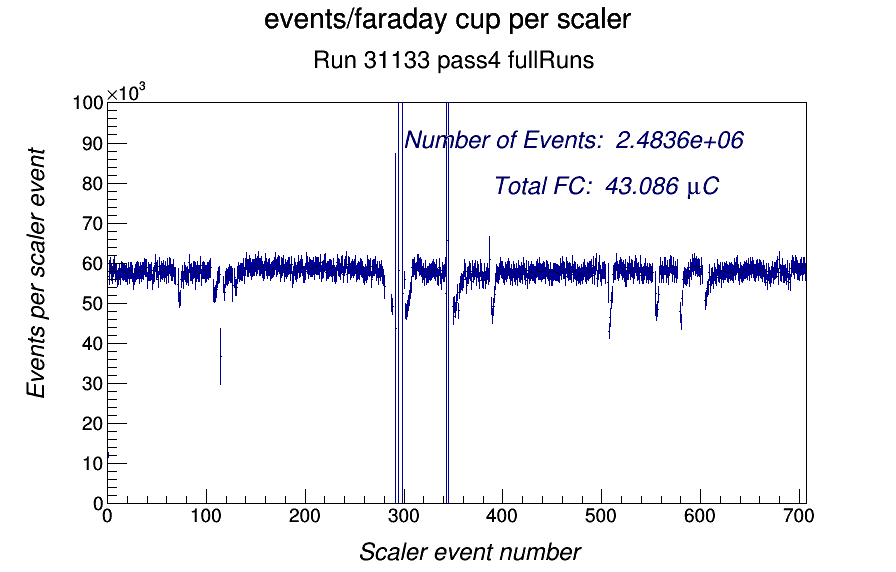 events/faraday cup per scaler
Run 31133 pass4 fullRuns
×10³
100
90
80
70
60
50
40
30
20
10
0
Events per scaler event
Number of Events: 2.4836e+06
Total FC: 43.086 μC
0 100 200 300 400 500 600 700
Scaler event number